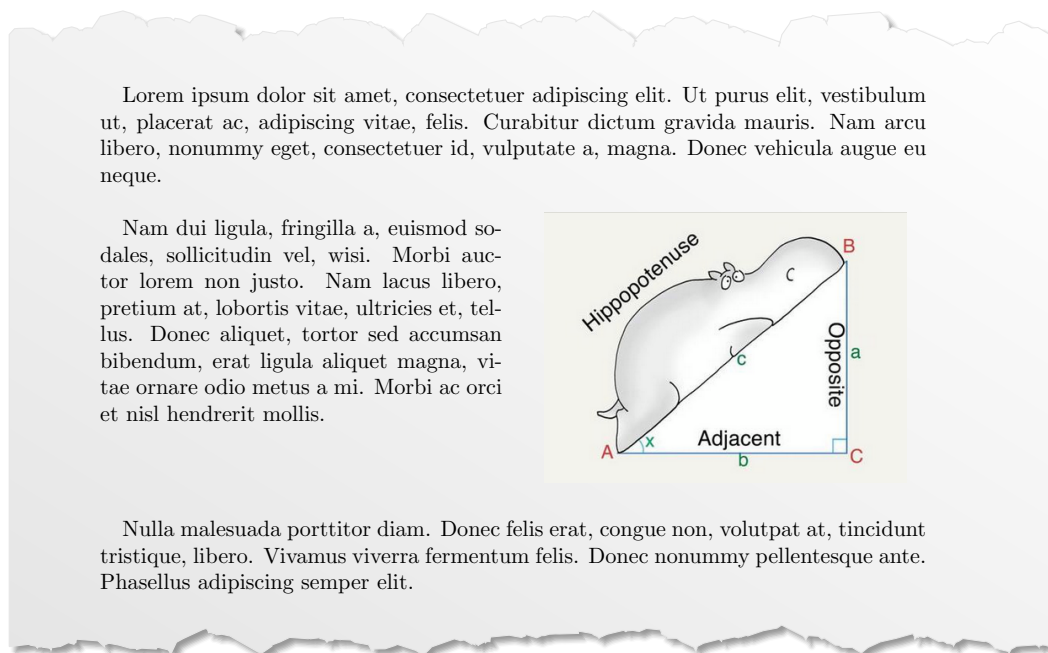 Lorem ipsum dolor sit amet, consectetuer adipiscing elit. Ut purus elit, vestibulum
ut, placerat ac, adipiscing vitae, felis. Curabitur dictum gravida mauris. Nam arcu
libero, nonummy eget, consectetuer id, vulputate a, magna. Donec vehicula augue eu
neque.
Nam dui ligula, fringilla a, euismod so-
dales, sollicitudin vel, wisi. Morbi auc-
tor lorem non justo. Nam lacus libero,
pretium at, lobortis vitae, ultricies et, tel-
lus. Donec aliquet, tortor sed accumsan
bibendum, erat ligula aliquet magna, vi-
tae ornare odio metus a mi. Morbi ac orci
et nisl hendrerit mollis.
Hippopotenuse
B
Opposite
a
c
A
x
Adjacent
b
C
Nulla malesuada porttitor diam. Donec felis erat, congue non, volutpat at, tincidunt
tristique, libero. Vivamus viverra fermentum felis. Donec nonummy pellentesque ante.
Phasellus adipiscing semper elit.